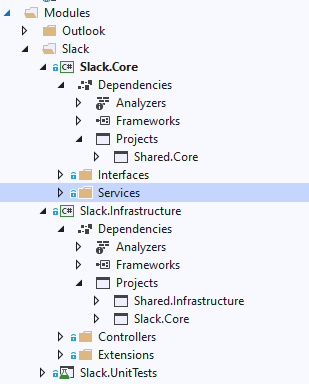 Modules
Outlook
Slack
C# Slack.Core
Dependencies
Analyzers
Frameworks
Projects
Shared.Core
Interfaces
Services
C# Slack.Infrastructure
Dependencies
Analyzers
Frameworks
Projects
Shared.Infrastructure
Slack.Core
Controllers
Extensions
Slack.UnitTests